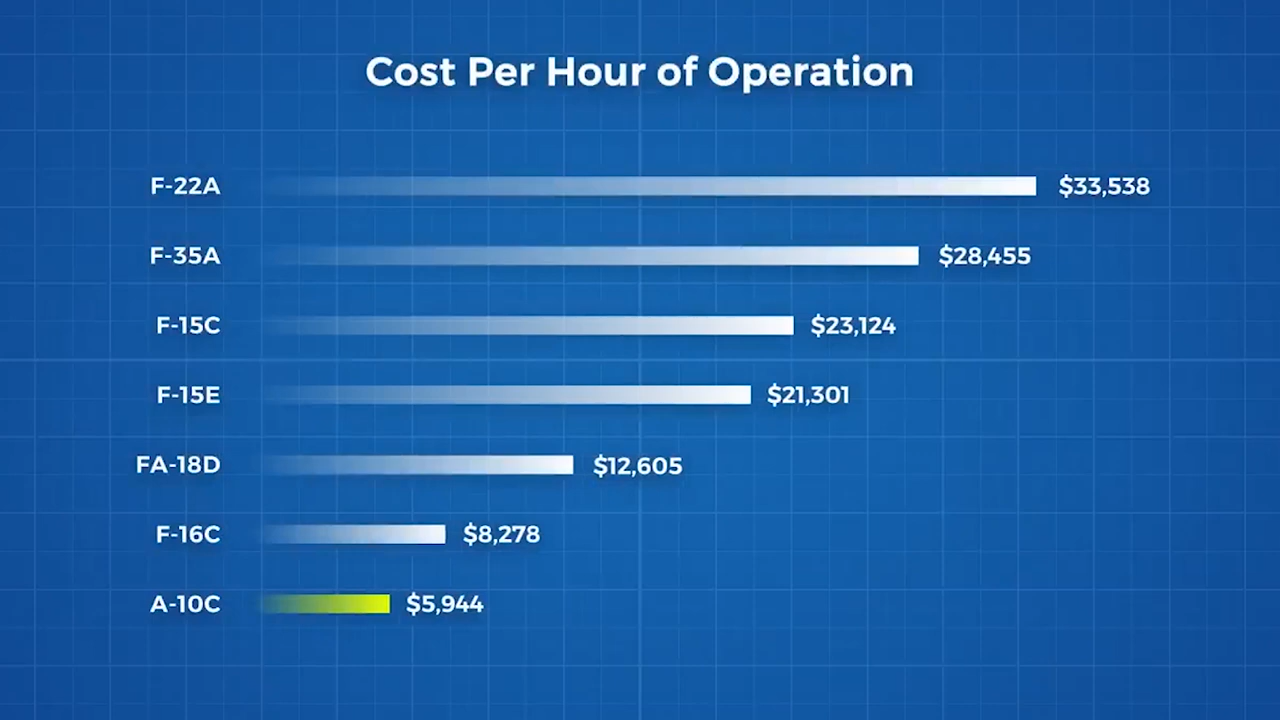 Cost Per Hour of Operation
F-22A $33,538
F-35A $28,455
F-15C $23,124
F-15E $21,301
FA-18D $12,605
F-16C $8,278
A-10C $5,944